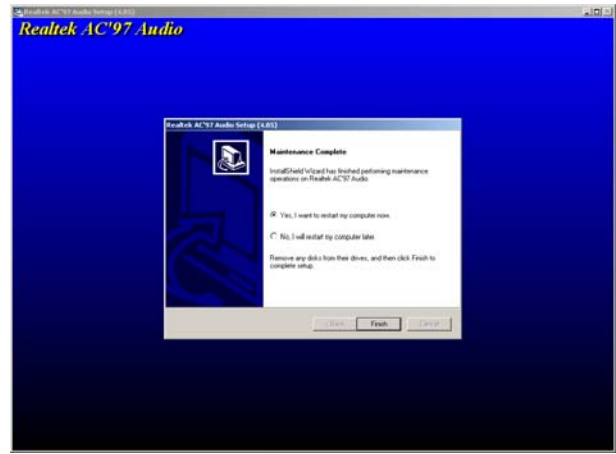 Realtek AC'97 Audio Setup (4.05)
Realtek AC'97 Audio
Realtek AC'97 Audio Setup (4.05)
Maintenance Complete
InstallShield Wizard has finished performing maintenance
operations on Realtek AC'97 Audio.
Yes, I want to restart my computer now.
No, I will restart my computer later.
Remove any disks from their drives, and then click Finish to
complete setup.
< Back Finish Cancel